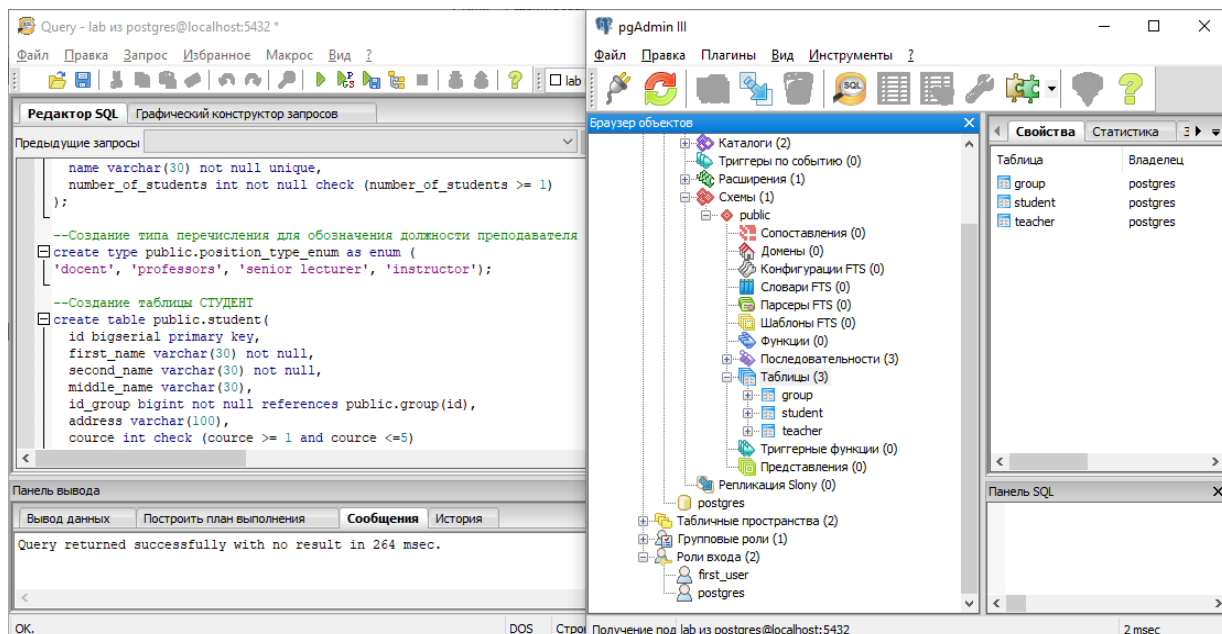 Query - lab из postgres@localhost:5432 *
Файл Правка Запрос Избранное Макрос Вид ?
SQL
lab
Редактор SQL Графический конструктор запросов
Предыдущие запросы
name varchar(30) not null unique,
number_of_students int not null check (number_of_students >= 1)
);
--Создание типа перечисления для обозначения должности преподавателя
create type public.position_type_enum as enum (
'docent', 'professors', 'senior lecturer', 'instructor');
--Создание таблицы СТУДЕНТ
create table public.student(
id bigserial primary key,
first_name varchar(30) not null,
second_name varchar(30) not null,
middle_name varchar(30),
id_group bigint not null references public.group(id),
address varchar(100),
cource int check (cource >= 1 and cource <=5)
Панель вывода
Вывод данных Построить план выполнения Сообщения История
Query returned successfully with no result in 264 msec.
OK. DOS Стро
pgAdmin III
Файл Правка Плагины Вид Инструменты ?
SQL
Браузер объектов
Каталоги (2)
Триггеры по событию (0)
Расширения (1)
Схемы (1)
public
Сопоставления (0)
Домены (0)
Конфигурации FTS (0)
Словари FTS (0)
Парсеры FTS (0)
Шаблоны FTS (0)
Функции (0)
Последовательности (3)
Таблицы (3)
group
student
teacher
Триггерные функции (0)
Представления (0)
Репликация Slony (0)
postgres
Табличные пространства (2)
Групповые роли (1)
Роли входа (2)
first_user
postgres
Свойства Статистика
Таблица Владелец
group postgres
student postgres
teacher postgres
Панель SQL
Получение под lab из postgres@localhost:5432 2 msec